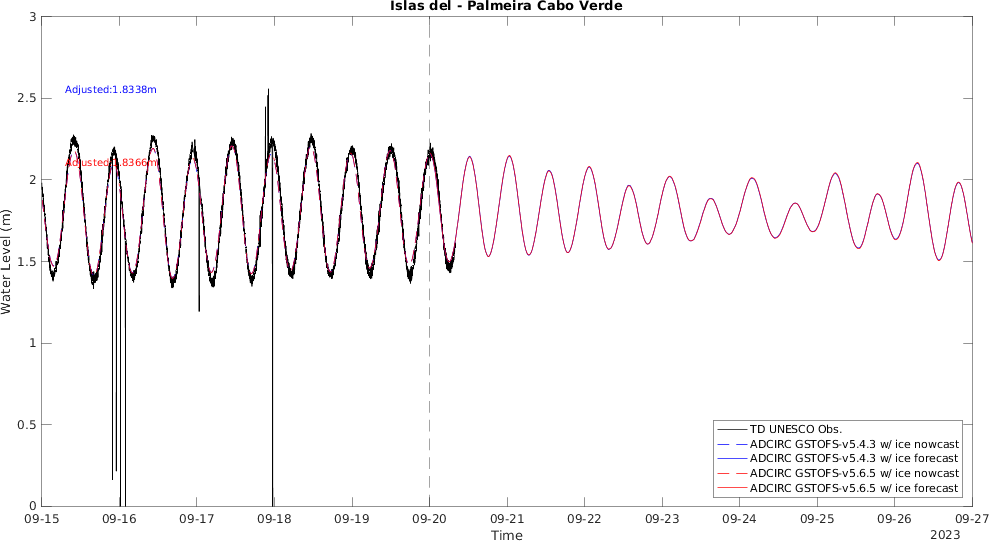 Islas del - Palmeira Cabo Verde
3
2.5
2
1.5
1
0.5
0
Water Level (m)
Adjusted:1.8338m
Adjusted:1.8366m
TD UNESCO Obs.
ADCIRC GSTOFS-v5.4.3 w/ ice nowcast
ADCIRC GSTOFS-v5.4.3 w/ ice forecast
ADCIRC GSTOFS-v5.6.5 w/ ice nowcast
ADCIRC GSTOFS-v5.6.5 w/ ice forecast
09-15 09-16 09-17 09-18 09-19 09-20 09-21 09-22 09-23 09-24 09-25 09-26 09-27
Time
2023